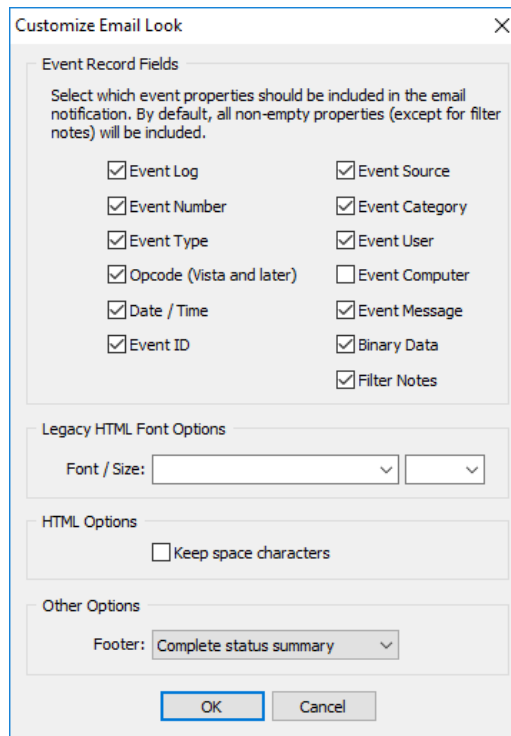 Customize Email Look
Event Record Fields
Select which event properties should be included in the email
notification. By default, all non-empty properties (except for filter
notes) will be included.
Event Log
Event Source
Event Number
Event Category
Event Type
Event User
Opcode (Vista and later)
Event Computer
Date / Time
Event Message
Event ID
Binary Data
Filter Notes
Legacy HTML Font Options
Font / Size:
HTML Options
Keep space characters
Other Options
Footer: Complete status summary
OK
Cancel